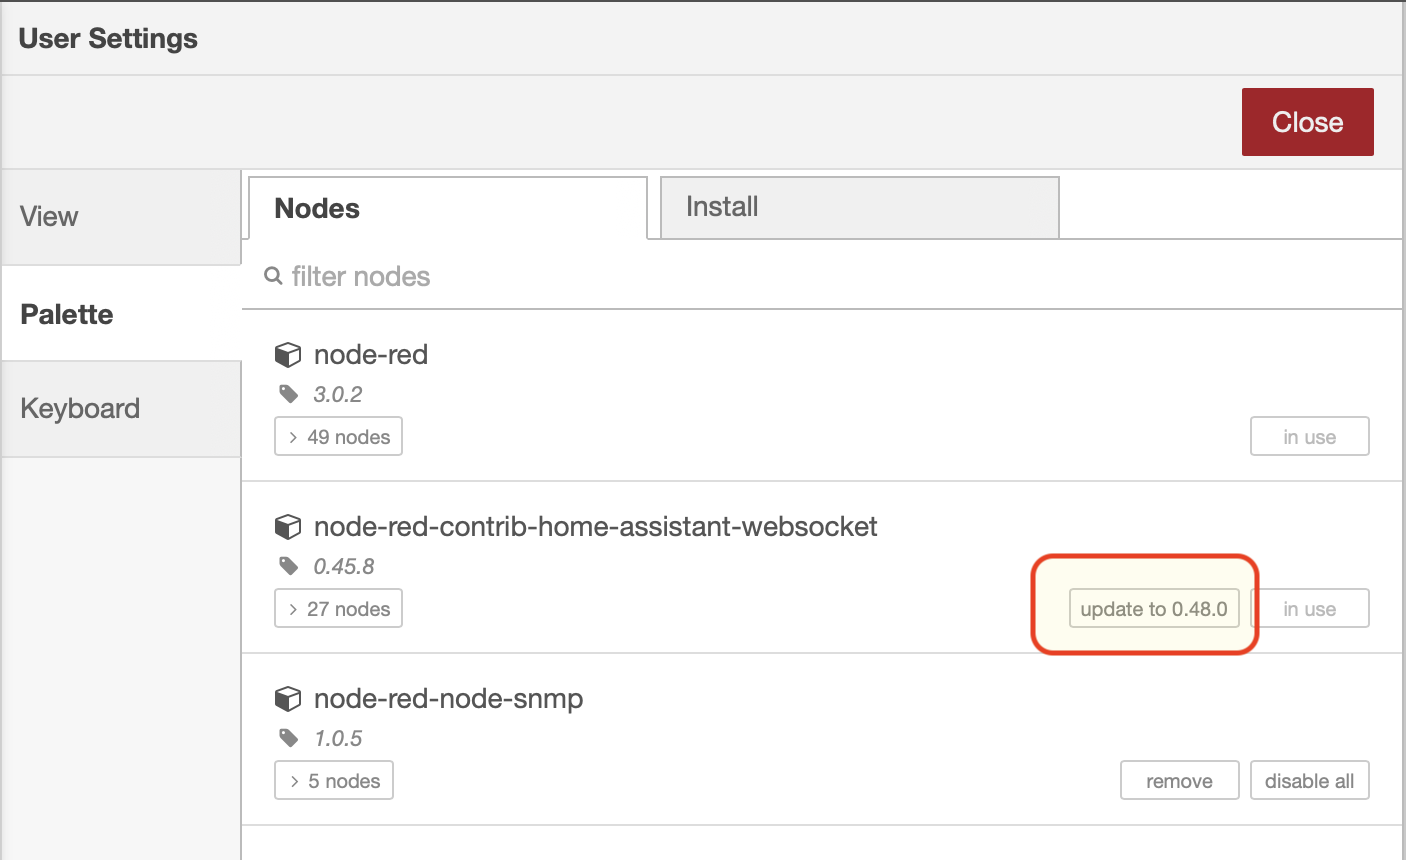 User Settings
Close
View
Palette
Keyboard
Nodes
Install
filter nodes
node-red
3.0.2
> 49 nodes
in use
node-red-contrib-home-assistant-websocket
0.45.8
> 27 nodes
update to 0.48.0
in use
node-red-node-snmp
1.0.5
> 5 nodes
remove
disable all